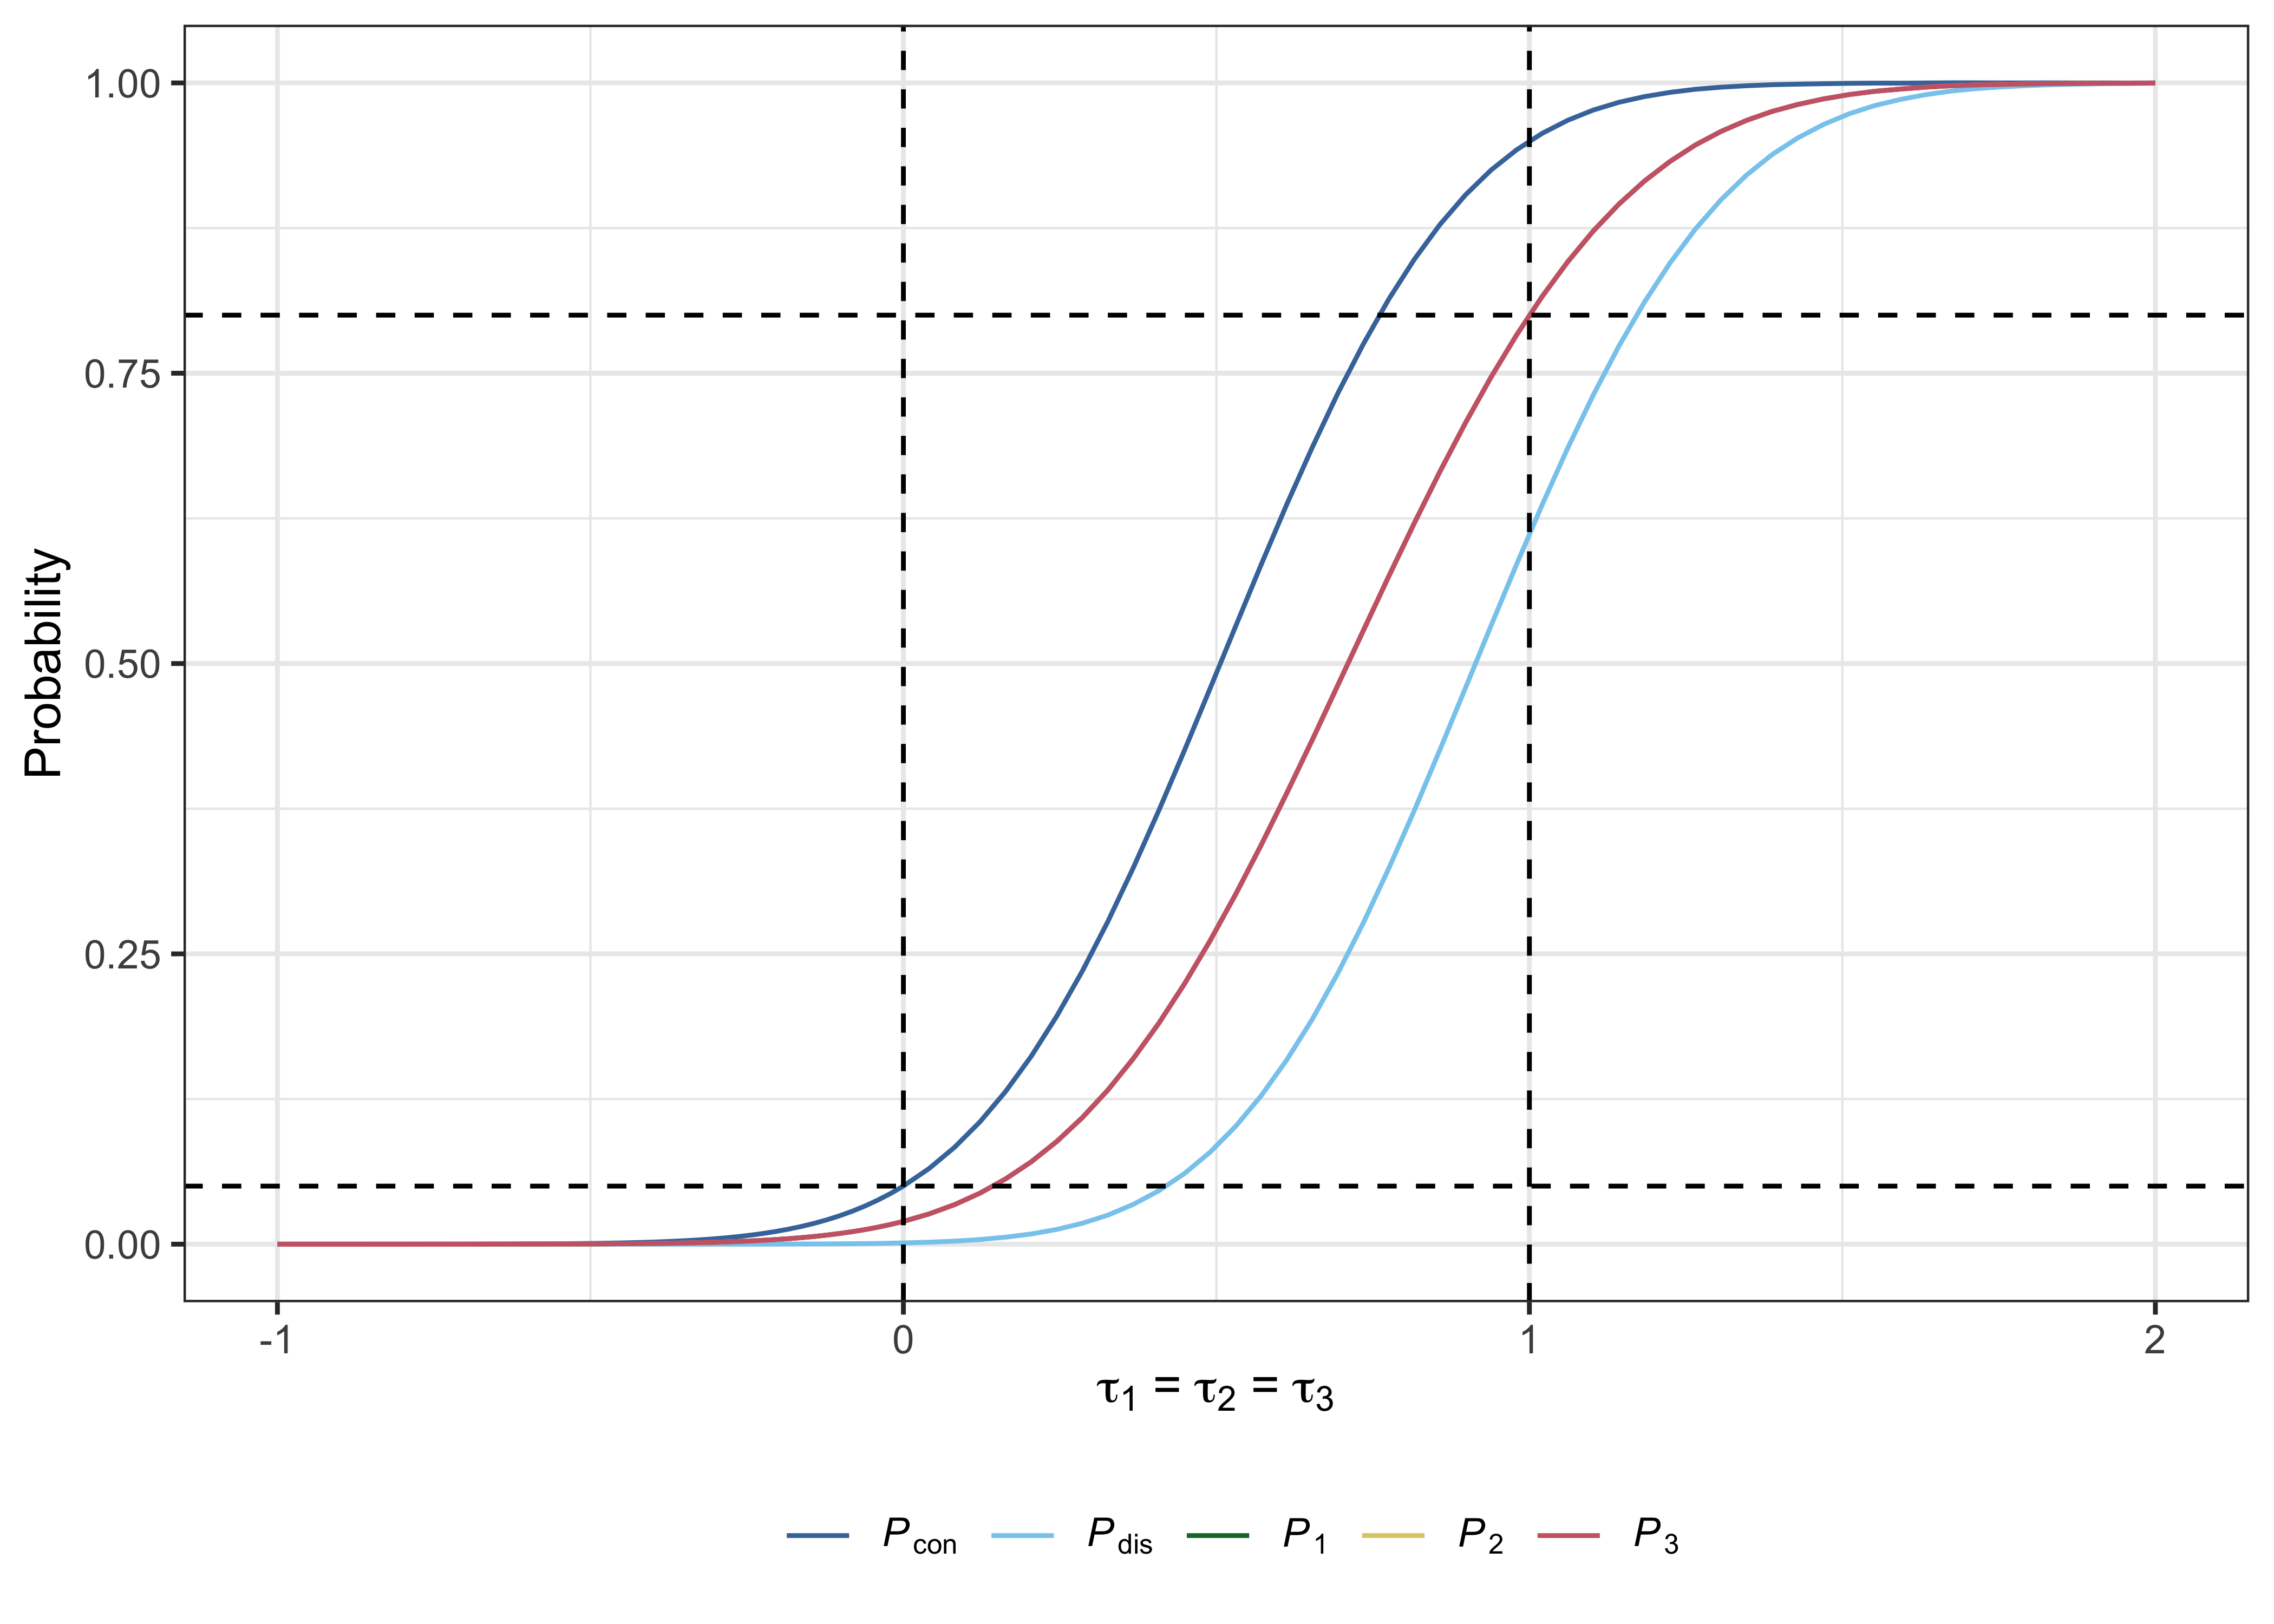 1.00
0.75
0.50
0.25
0.00
Probability
-1 0 1 2
τ1 = τ2 = τ3
Pcon Pdis P1 P2 P3